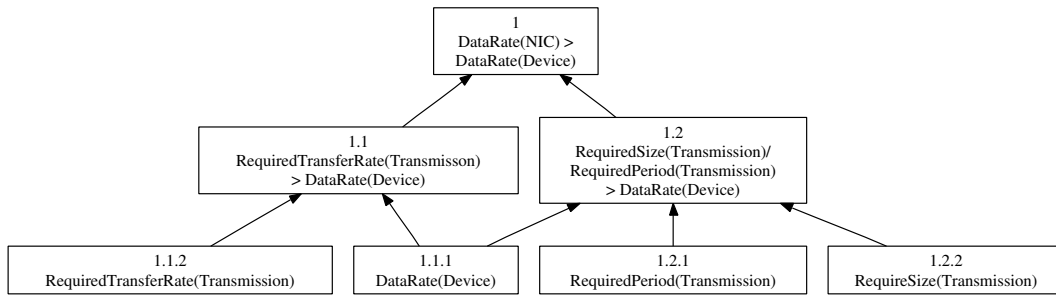 1
DataRate(NIC) >
DataRate(Device)
1.1
RequiredTransferRate(Transmisson)
> DataRate(Device)
1.2
RequiredSize(Transmission)/
RequiredPeriod(Transmission)
> DataRate(Device)
1.1.2
RequiredTransferRate(Transmission)
1.1.1
DataRate(Device)
1.2.1
RequiredPeriod(Transmission)
1.2.2
RequireSize(Transmission)